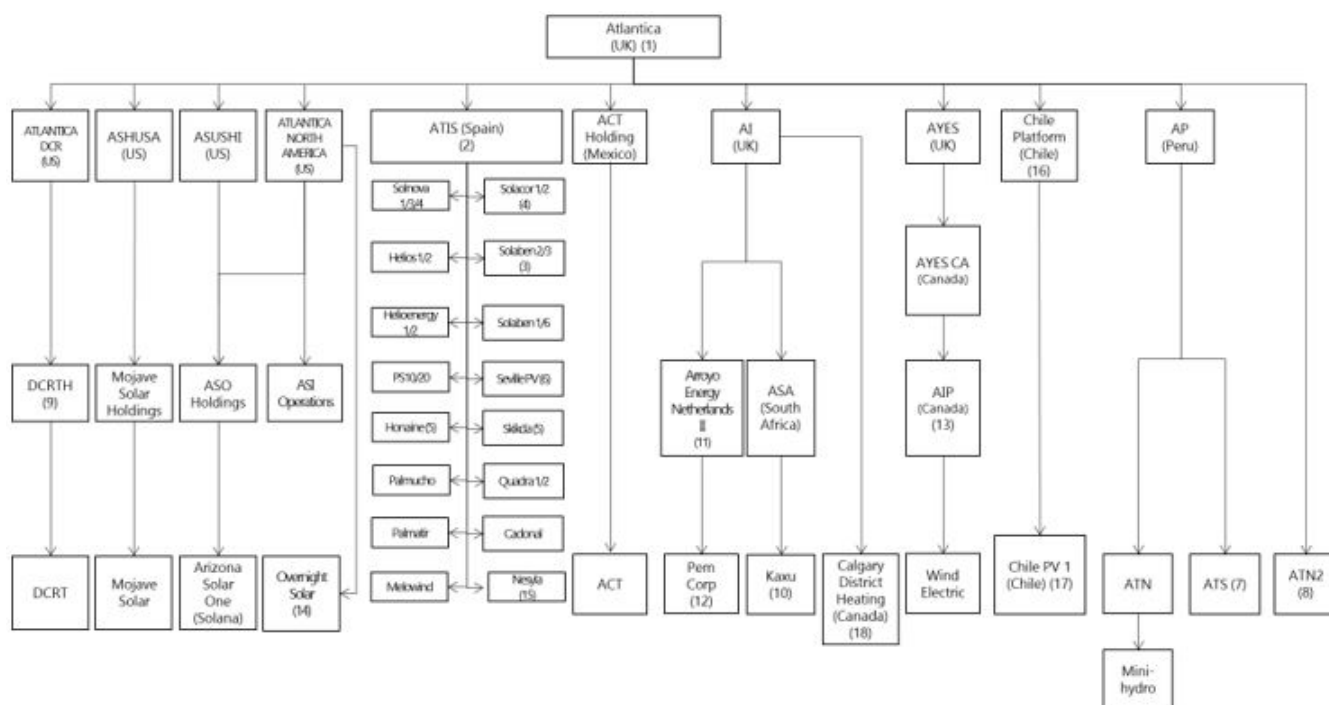 Atlantica
(UK) (1)
ATLANTICA
DCR
(US)
ASHUSA
(US)
ASUSHI
(US)
ATLANTICA
NORTH
AMERICA
(US)
ATIS (Spain)
(2)
ACT
Holding
(Mexico)
AI
(UK)
AYES
(UK)
Chile
Platform
(Chile)
(16)
AP
(Peru)
Solnova
1/3/4
Solacor 1/2
(4)
Helios 1/2
Solaben 2/3
(3)
AYES CA
(Canada)
Helioenergy
1/2
Solaben 1/6
DCRTH
(9)
Mojave
Solar
Holdings
ASO
Holdings
ASI
Operations
PS10/20
Seville PV (6)
Honaine (5)
Skikda (5)
Arroyo
Energy
Netherlands
II
(11)
ASA
(South
Africa)
AIP
(Canada)
(13)
Palmucho
Quadra 1/2
Palmatir
Cadonal
Melowind
Nesyla
(15)
DCRT
Mojave
Solar
Arizona
Solar
One
(Solana)
Overnight
Solar
(14)
ACT
Pem
Corp
(12)
Kaxu
(10)
Calgary
District
Heating
(Canada)
(18)
Wind
Electric
Chile PV 1
(Chile) (17)
ATN
ATS (7)
ATN2
(8)
Mini-
hydro